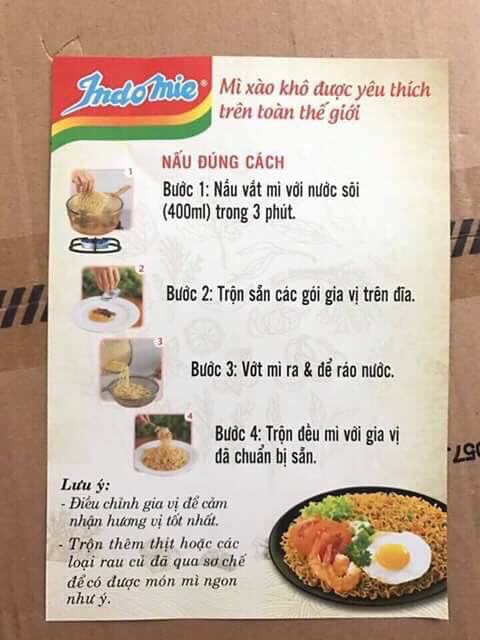 Indomie®
Mì xào khô được yêu thích
trên toàn thế giới
NẤU ĐÚNG CÁCH
1
Bước 1: Nấu vắt mì với nước sôi
(400ml) trong 3 phút.
2
Bước 2: Trộn sẵn các gói gia vị trên đĩa.
3
Bước 3: Vớt mì ra & để ráo nước.
4
Bước 4: Trộn đều mì với gia vị
đã chuẩn bị sẵn.
Lưu ý:
- Điều chỉnh gia vị để cảm
nhận hương vị tốt nhất.
- Trộn thêm thịt hoặc các
loại rau củ đã qua sơ chế
để có được món mì ngon
như ý.
057